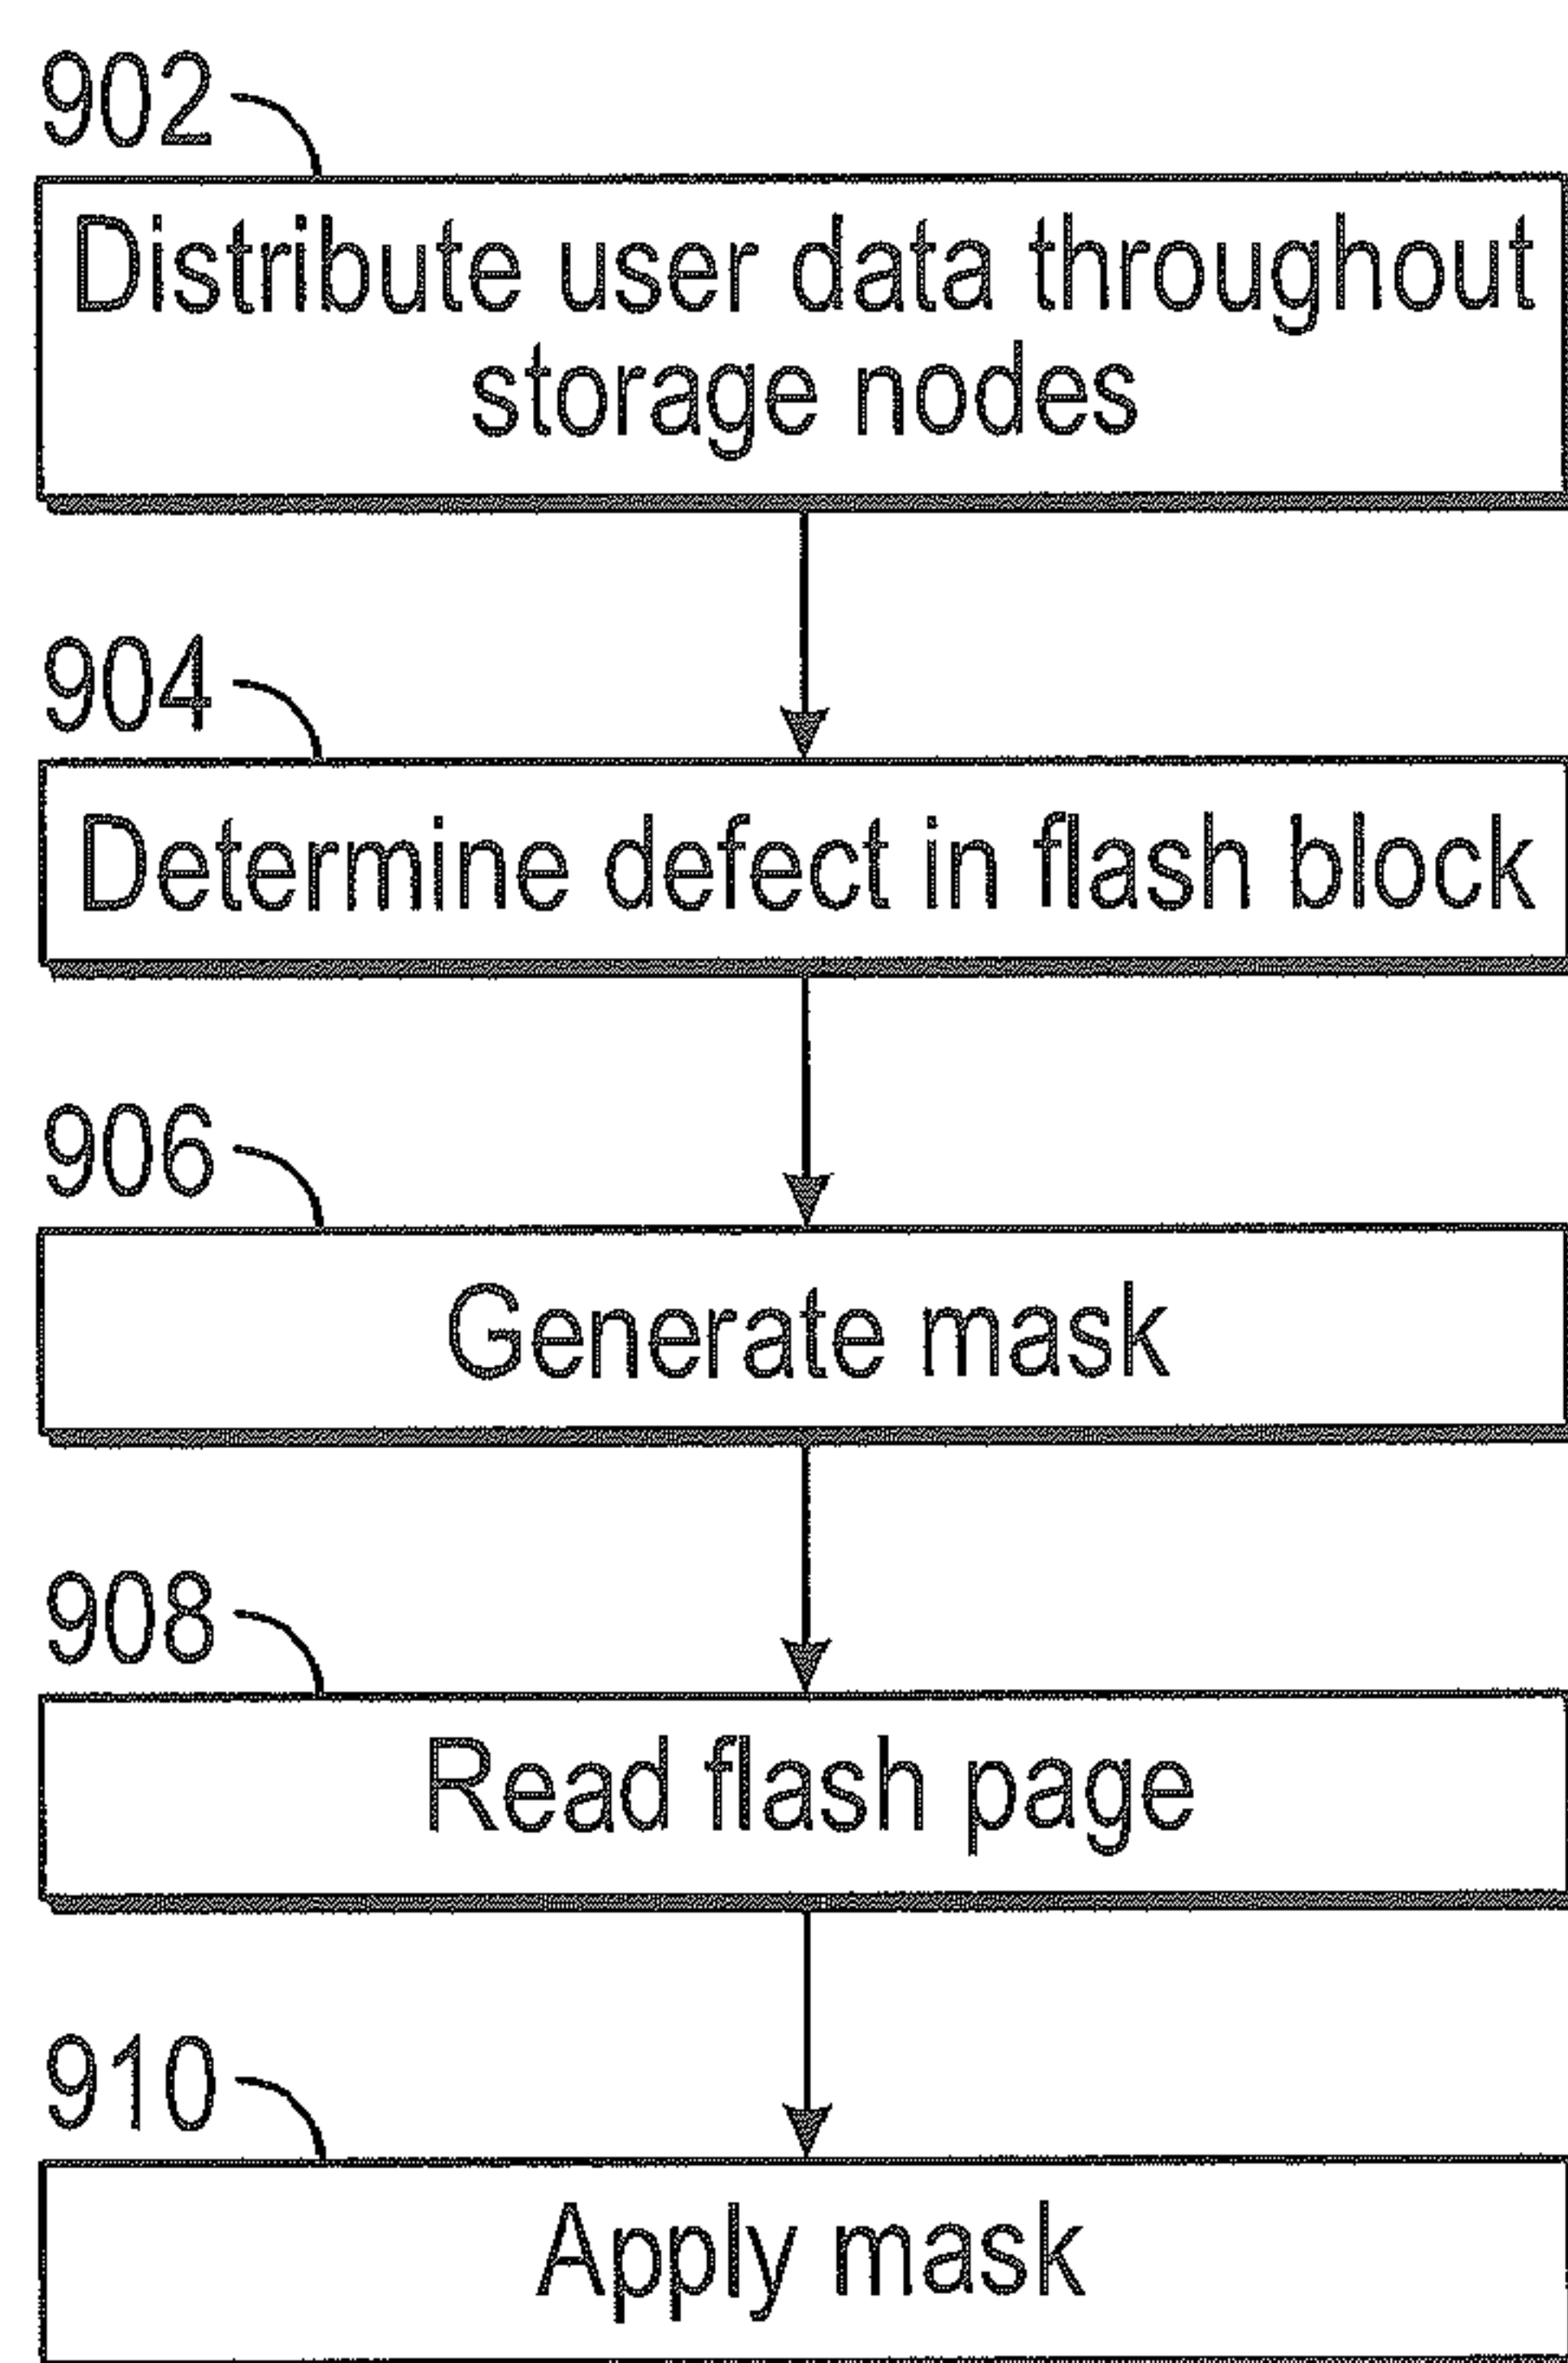 902
Distribute user data throughout
storage nodes
904
Determine defect in flash block
906
Generate mask
908
Read flash page
910
Apply mask